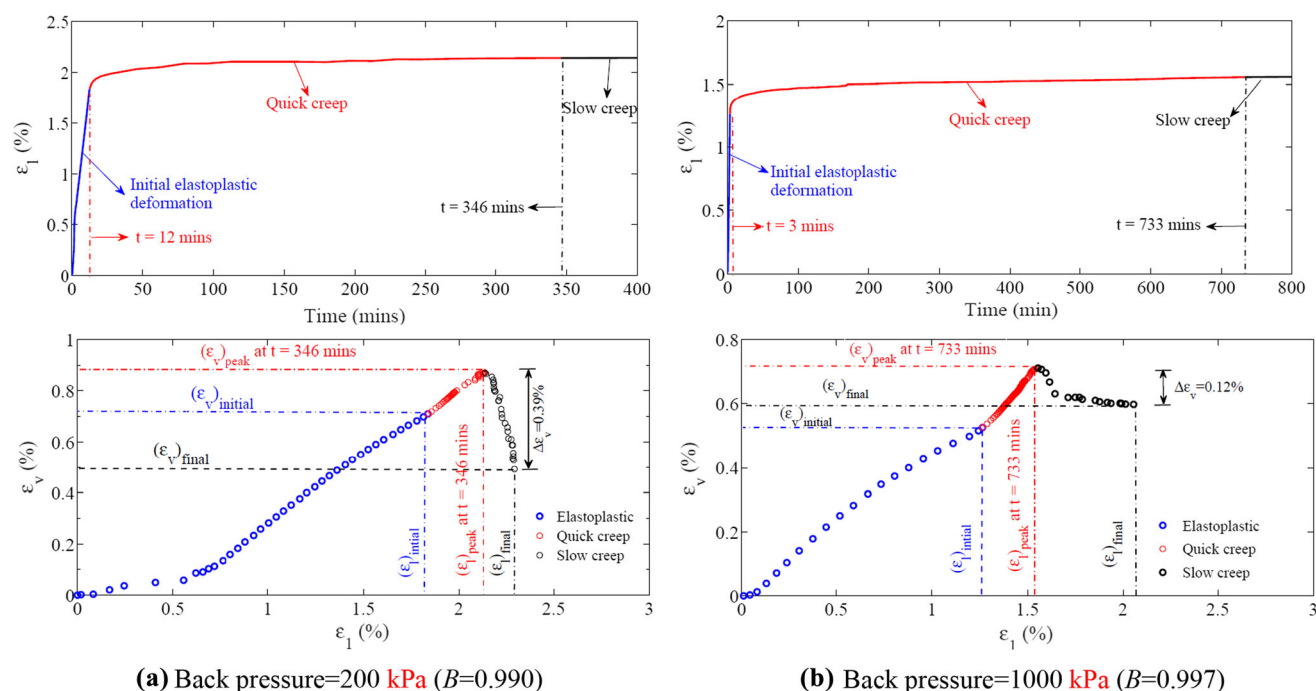 2.5
2
1.5
1
0.5
0
ε1 (%)
0 50 100 150 200 250 300 350 400
Time (mins)
Quick creep
Slow creep
Initial elastoplastic
deformation
t = 346 mins
t = 12 mins
2
1.5
1
0.5
0
ε1 (%)
0 100 200 300 400 500 600 700 800
Time (min)
Quick creep
Slow creep
Initial elastoplastic
deformation
t = 733 mins
t = 3 mins
1
0.8
0.6
0.4
0.2
0
εv (%)
0 0.5 1 1.5 2 2.5 3
ε1 (%)
(εv)peak at t = 346 mins
(εv)initial
(εv)final
Δεv=0.39%
(ε1)intial
(ε1)peak at t = 346 mins
(ε1)final
Elastoplastic
Quick creep
Slow creep
0.8
0.6
0.4
0.2
0
εv (%)
0 0.5 1 1.5 2 2.5 3
ε1 (%)
(εv)peak at t = 733 mins
(εv)final
(εv)initial
Δεv=0.12%
(ε1)intial
(ε1)peak at t = 733 mins
(ε1)final
Elastoplastic
Quick creep
Slow creep
(a) Back pressure=200 kPa (B=0.990)
(b) Back pressure=1000 kPa (B=0.997)